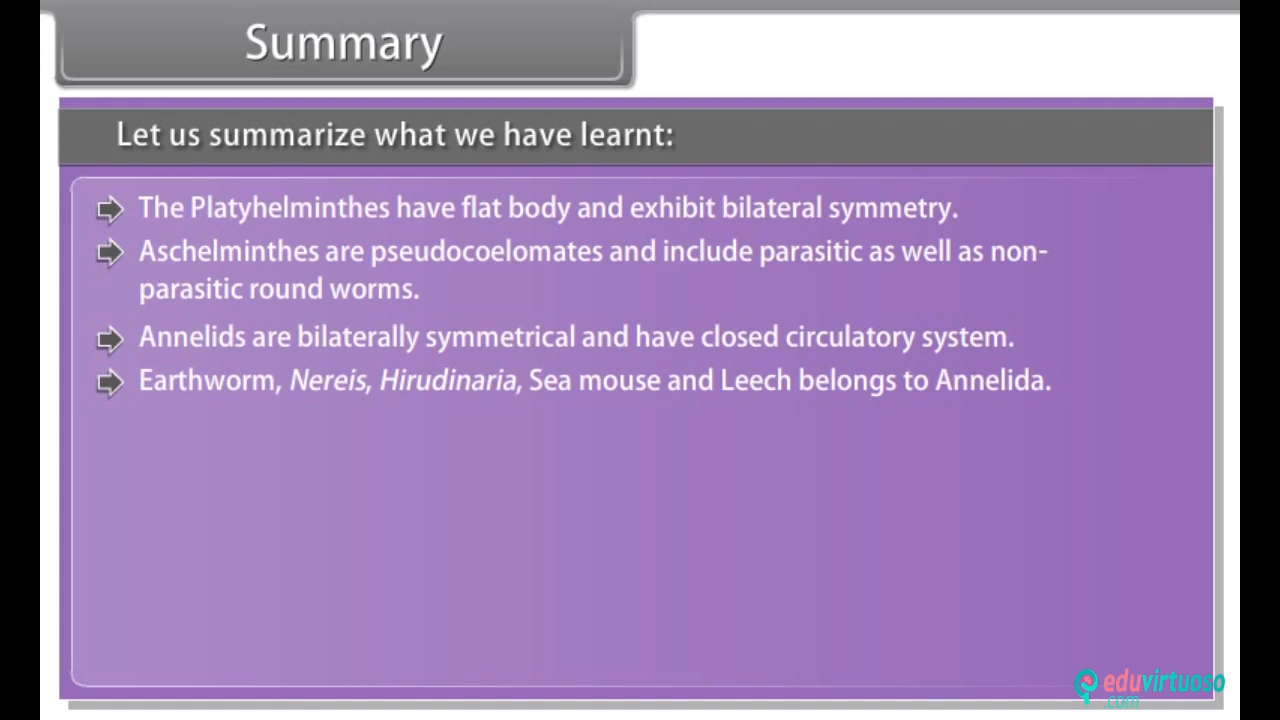 Summary
Let us summarize what we have learnt:
The Platyhelminthes have flat body and exhibit bilateral symmetry.
Aschelminthes are pseudocoelomates and include parasitic as well as non-
parasitic round worms.
Annelids are bilaterally symmetrical and have closed circulatory system.
Earthworm, Nereis, Hirudinaria, Sea mouse and Leech belongs to Annelida.
eduvirtuoso
.com